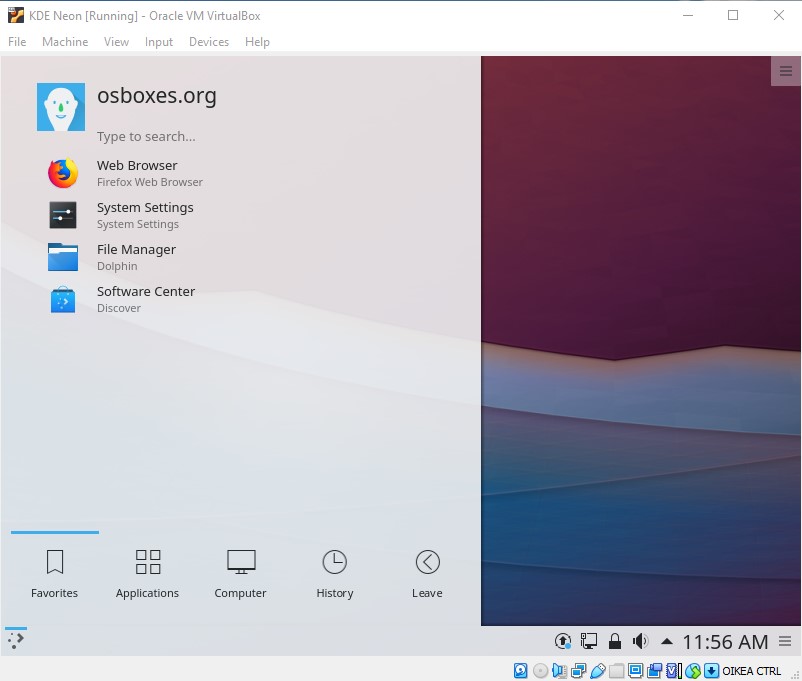 KDE Neon [Running] - Oracle VM VirtualBox
File Machine View Input Devices Help
osboxes.org
Type to search...
Web Browser
Firefox Web Browser
System Settings
System Settings
File Manager
Dolphin
Software Center
Discover
Favorites Applications Computer History Leave
11:56 AM
OIKEA CTRL